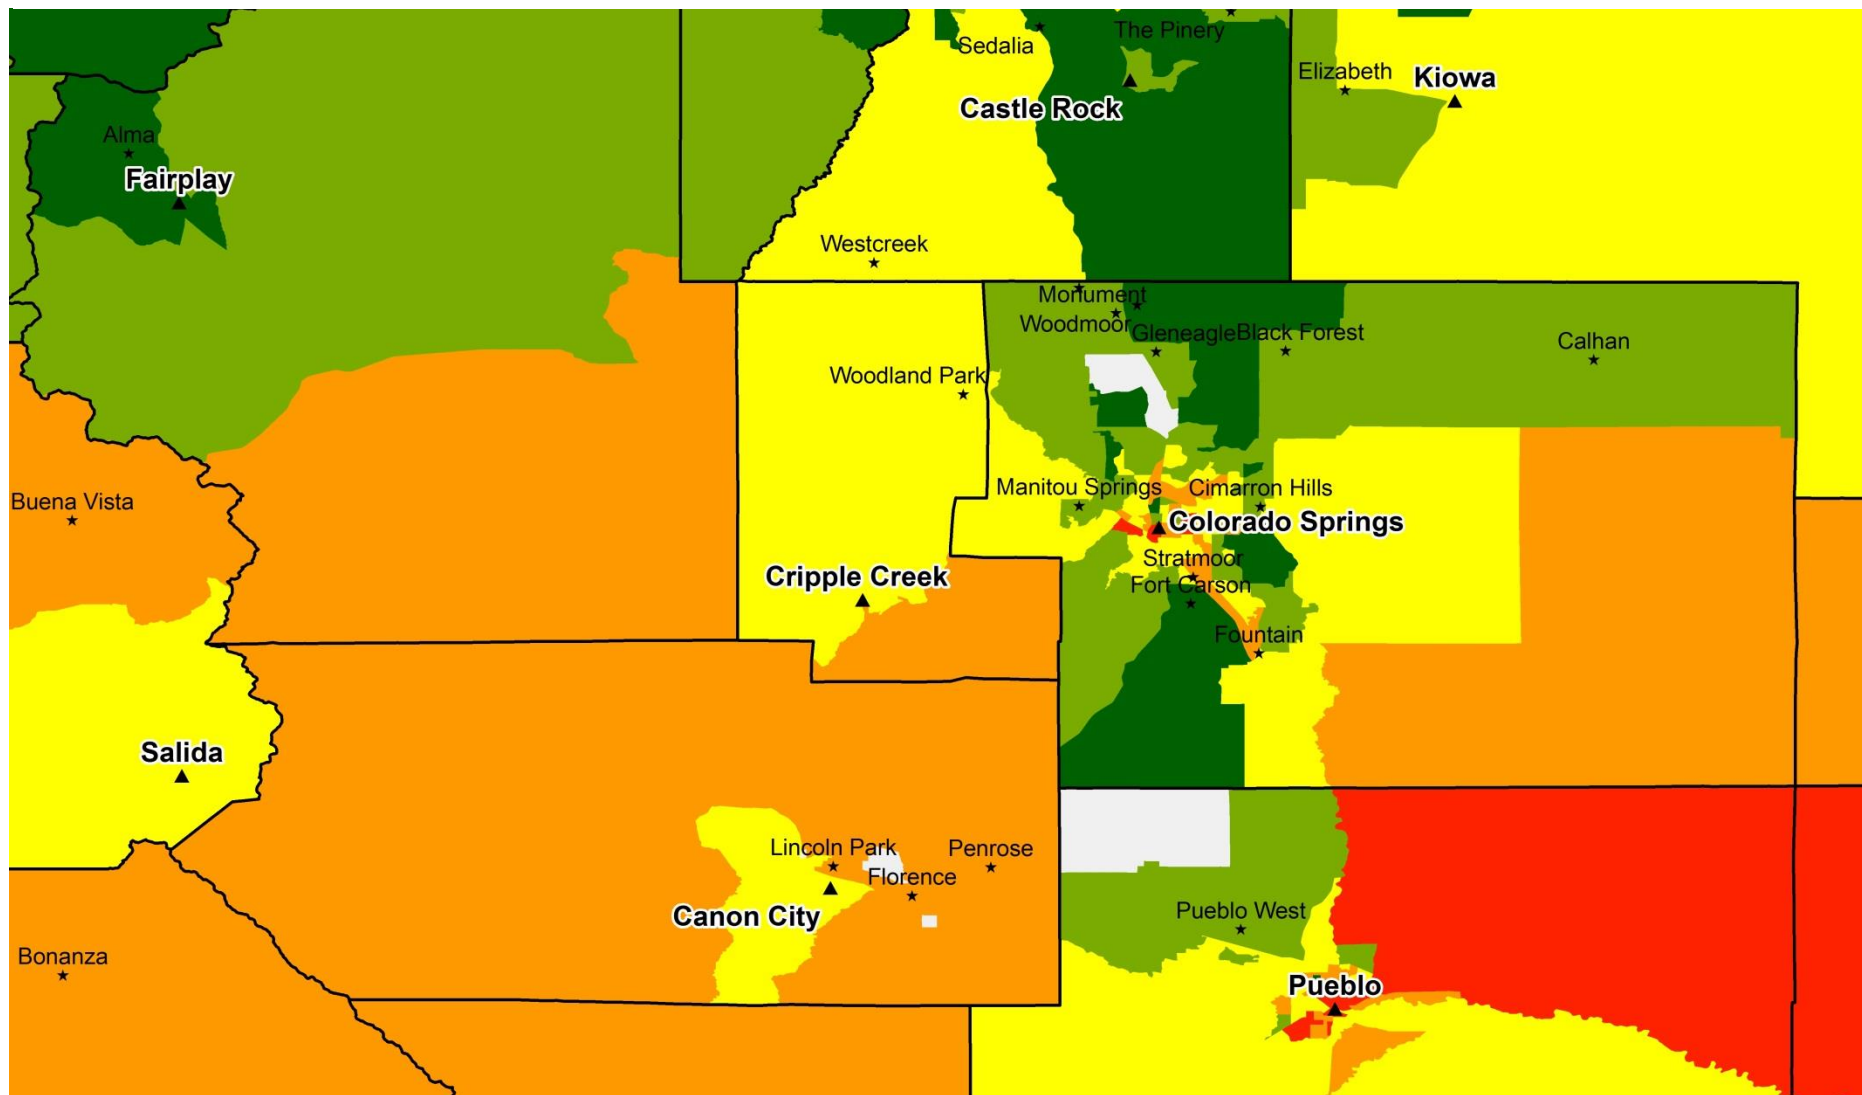 The Pinery
Sedalia
Elizabeth
Kiowa
Castle Rock
Alma
Fairplay
Westcreek
Monument
Woodmoor
Gleneagle
Black Forest
Calhan
Woodland Park
Manitou Springs
Cimarron Hills
Buena Vista
Colorado Springs
Stratmoor
Cripple Creek
Fort Carson
Fountain
Salida
Lincoln Park
Penrose
Florence
Canon City
Pueblo West
Bonanza
Pueblo